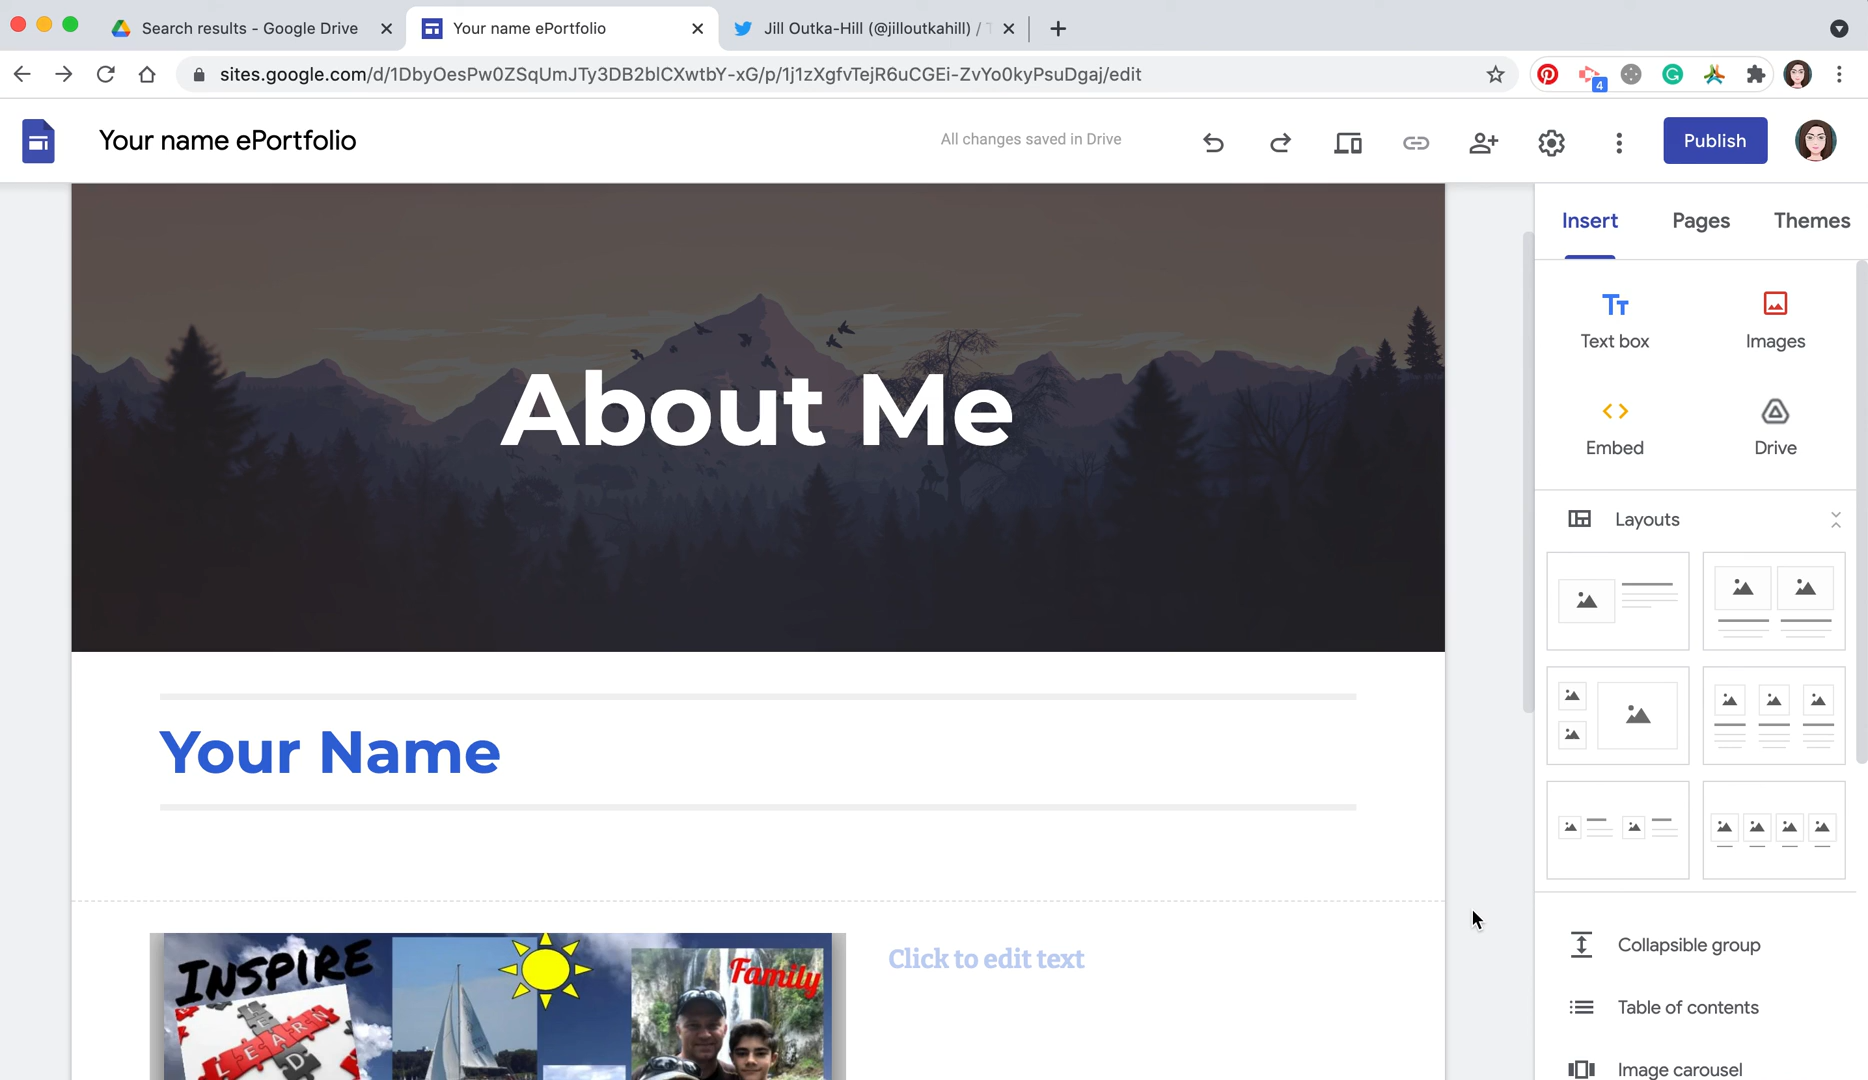 Search results - Google Drive
Your name ePortfolio
Jill Outka-Hill (@jilloutkahill) /
sites.google.com/d/1DbyOesPw0ZSqUmJTy3DB2blCXwtbY-xG/p/1j1zXgfvTejR6uCGEi-ZvYo0kyPsuDgaj/edit
4
Your name ePortfolio
All changes saved in Drive
Publish
Insert
Pages
Themes
Text box
Images
Embed
Drive
Layouts
About Me
Your Name
INSPIRE
LEARN
Family
Click to edit text
Collapsible group
Table of contents
Image carousel